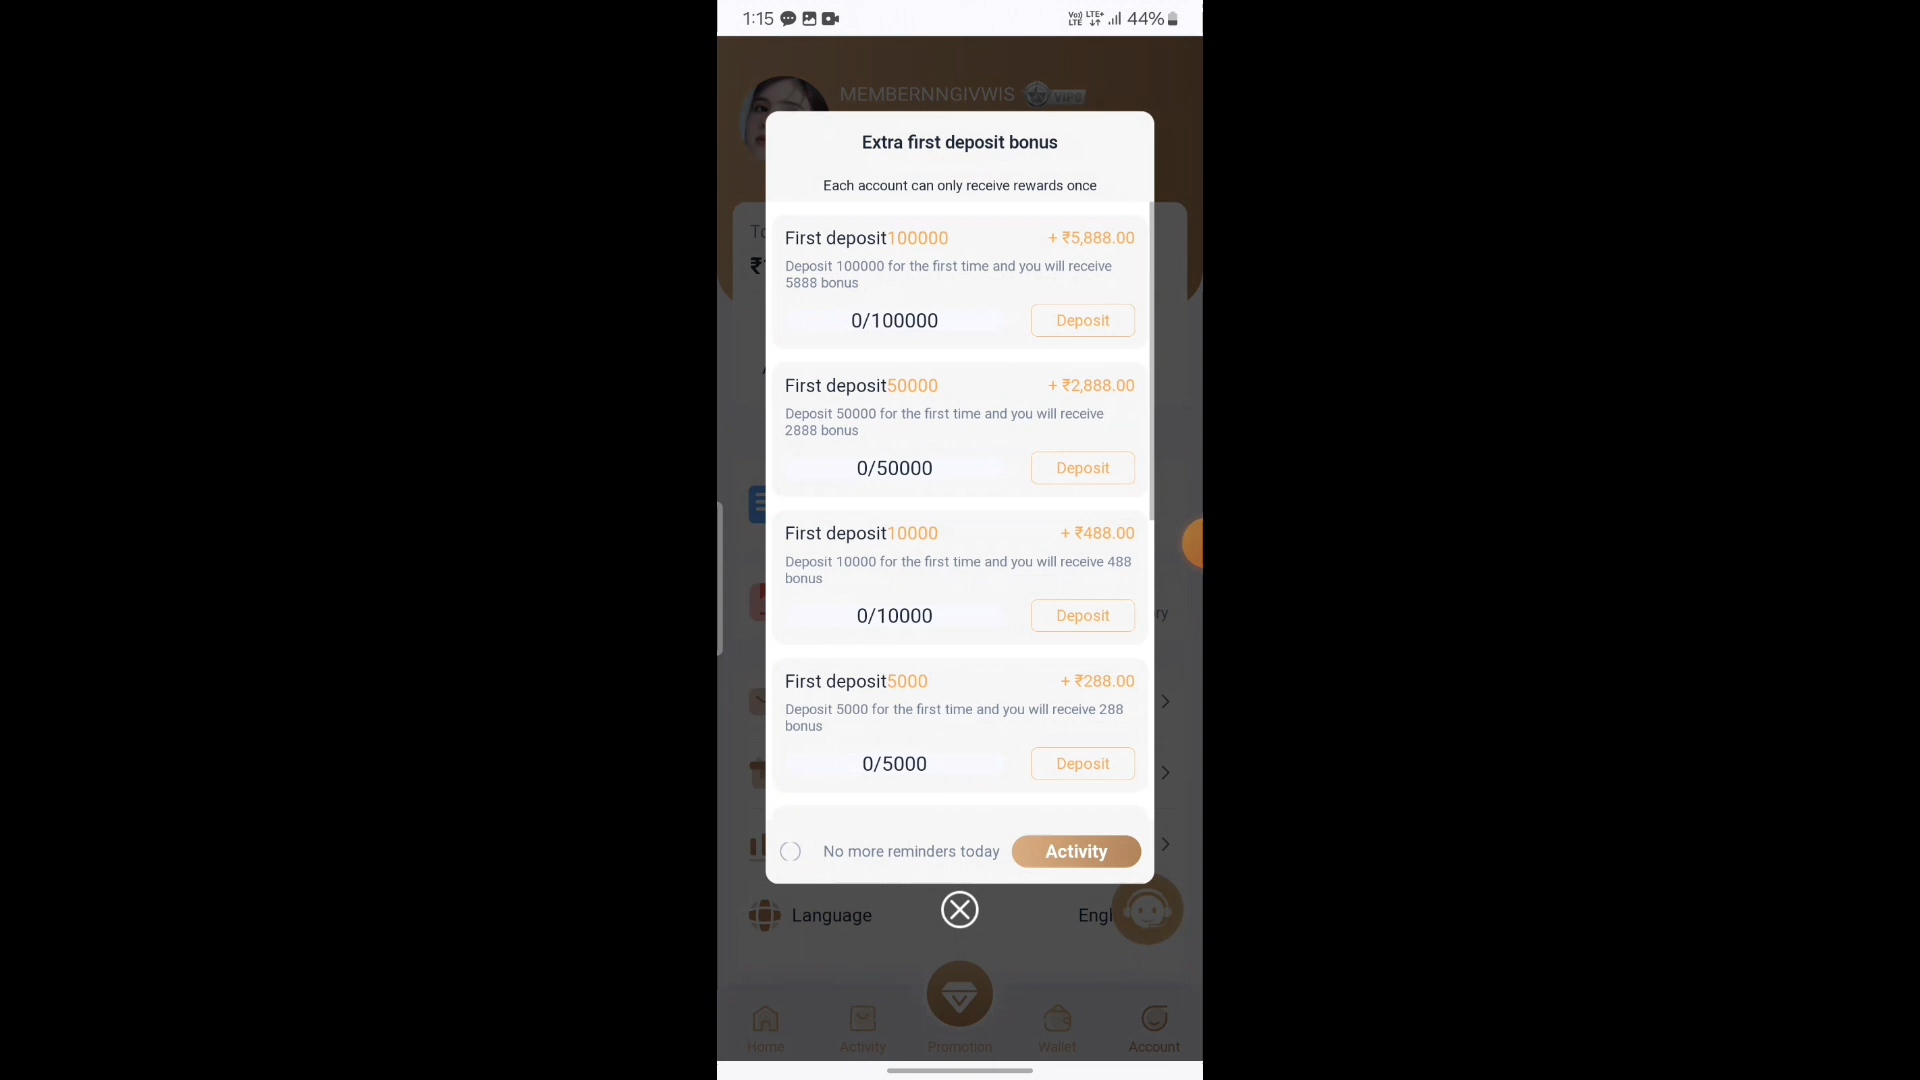 1:15
Vo) LTE LTE+ 44%
MEMBERNNGIVWIS VIP0
Extra first deposit bonus
Each account can only receive rewards once
First deposit100000 + ₹5,888.00
Deposit 100000 for the first time and you will receive
5888 bonus
0/100000 Deposit
First deposit50000 + ₹2,888.00
Deposit 50000 for the first time and you will receive
2888 bonus
0/50000 Deposit
First deposit10000 + ₹488.00
Deposit 10000 for the first time and you will receive 488
bonus
0/10000 Deposit
First deposit5000 + ₹288.00
Deposit 5000 for the first time and you will receive 288
bonus
0/5000 Deposit
No more reminders today Activity
Language Engl
Home Activity Promotion Wallet Account